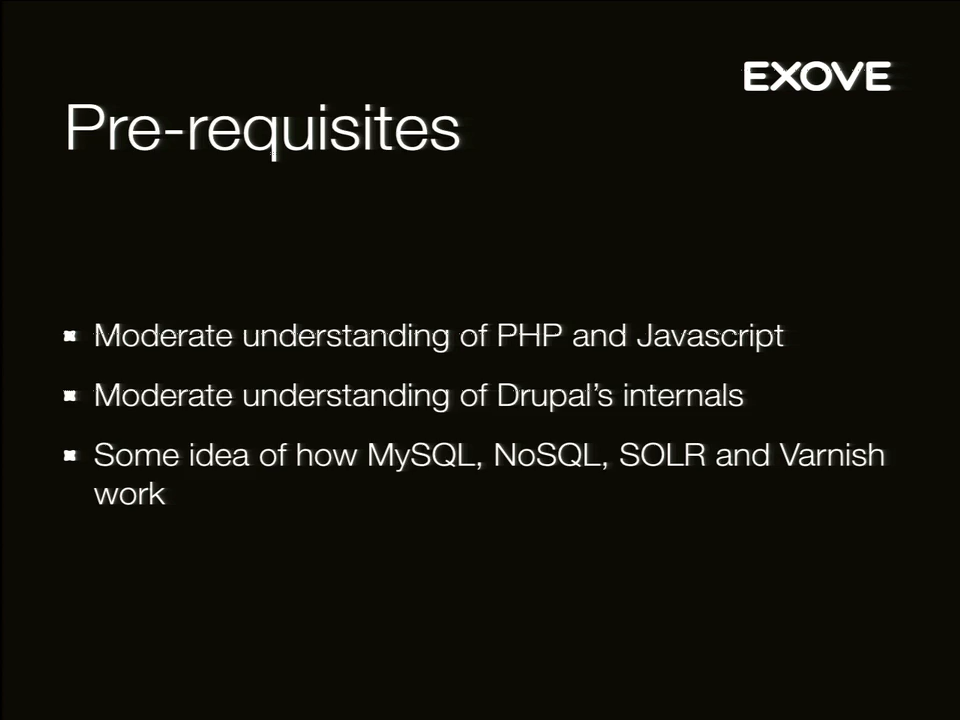 EXOVE
Pre-requisites
Moderate understanding of PHP and Javascript
Moderate understanding of Drupal’s internals
Some idea of how MySQL, NoSQL, SOLR and Varnish
work